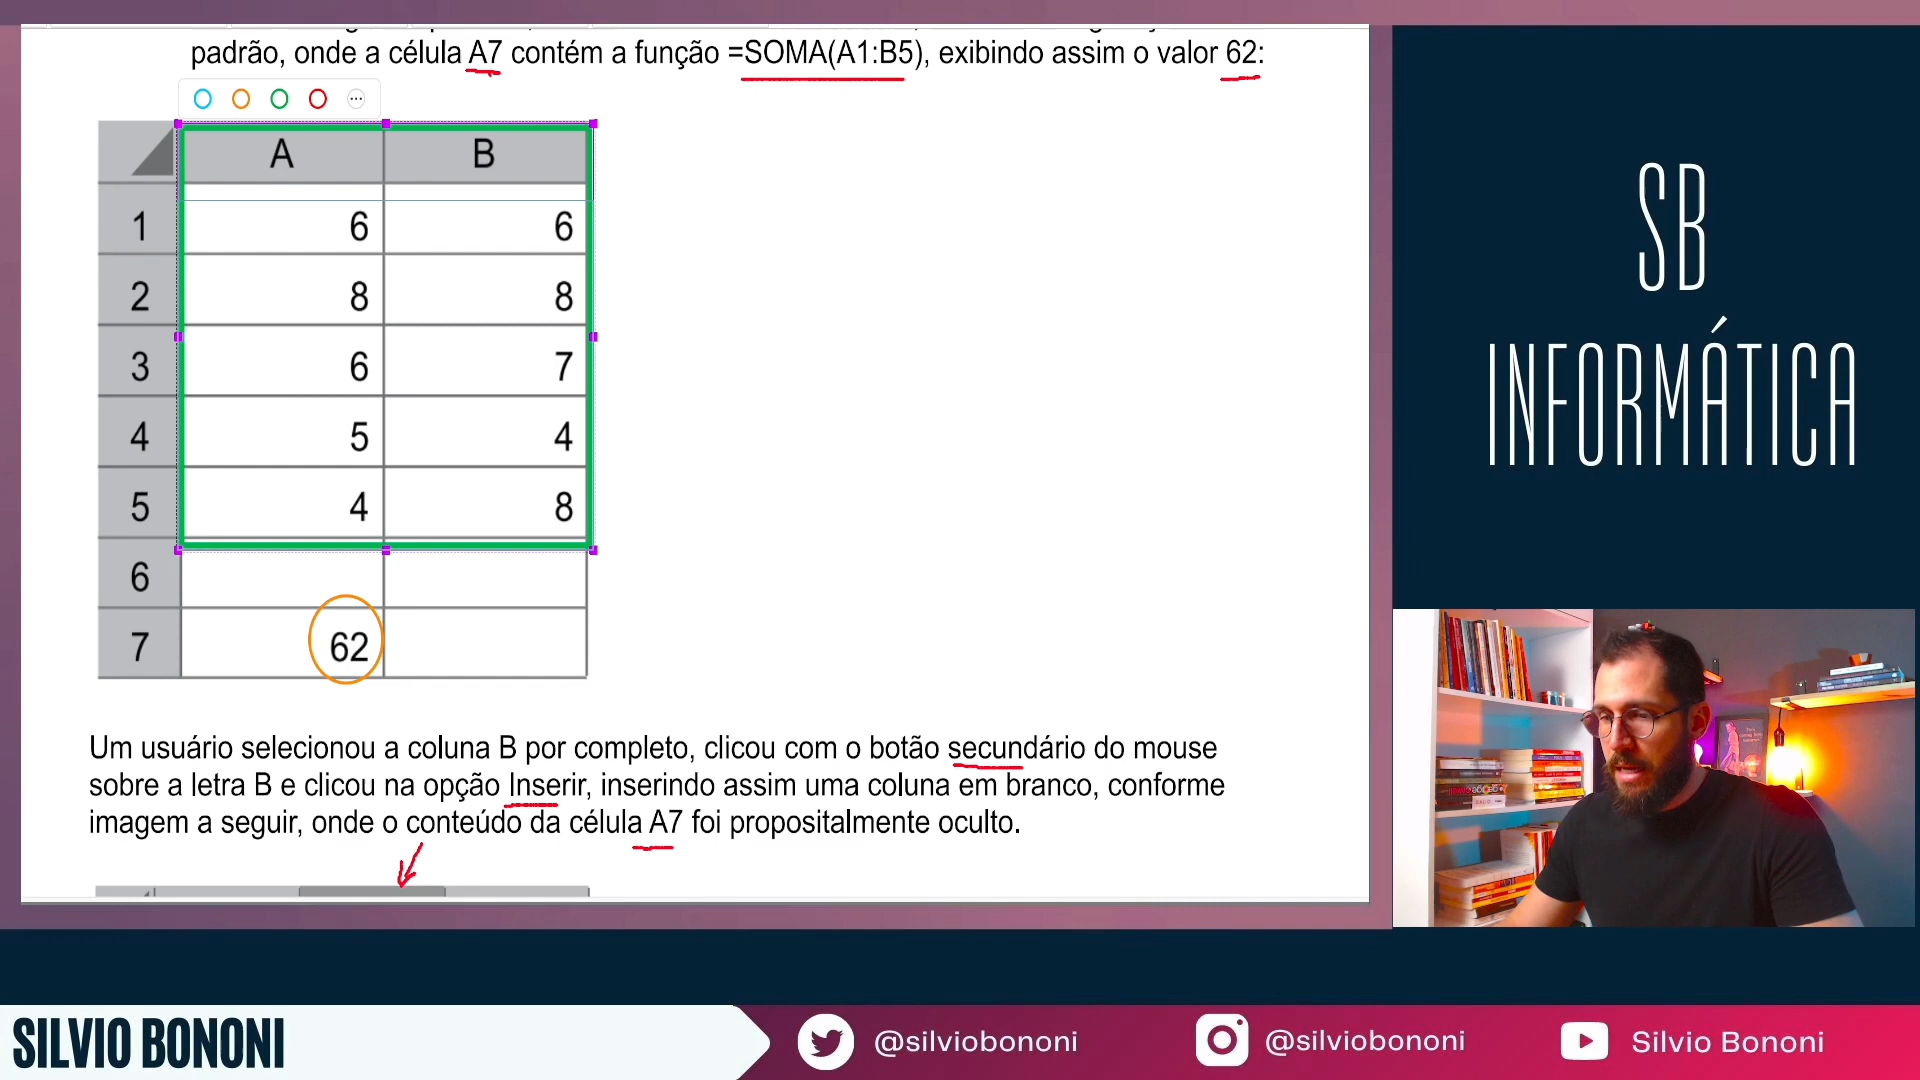 padrão, onde a célula A7 contém a função =SOMA(A1:B5), exibindo assim o valor 62:
A B
1 6 6
2 8 8
3 6 7
4 5 4
5 4 8
6
7 62
Um usuário selecionou a coluna B por completo, clicou com o botão secundário do mouse
sobre a letra B e clicou na opção Inserir, inserindo assim uma coluna em branco, conforme
imagem a seguir, onde o conteúdo da célula A7 foi propositalmente oculto.
SB
INFORMÁTICA
SILVIO BONONI
@silviobononi
@silviobononi
Silvio Bononi